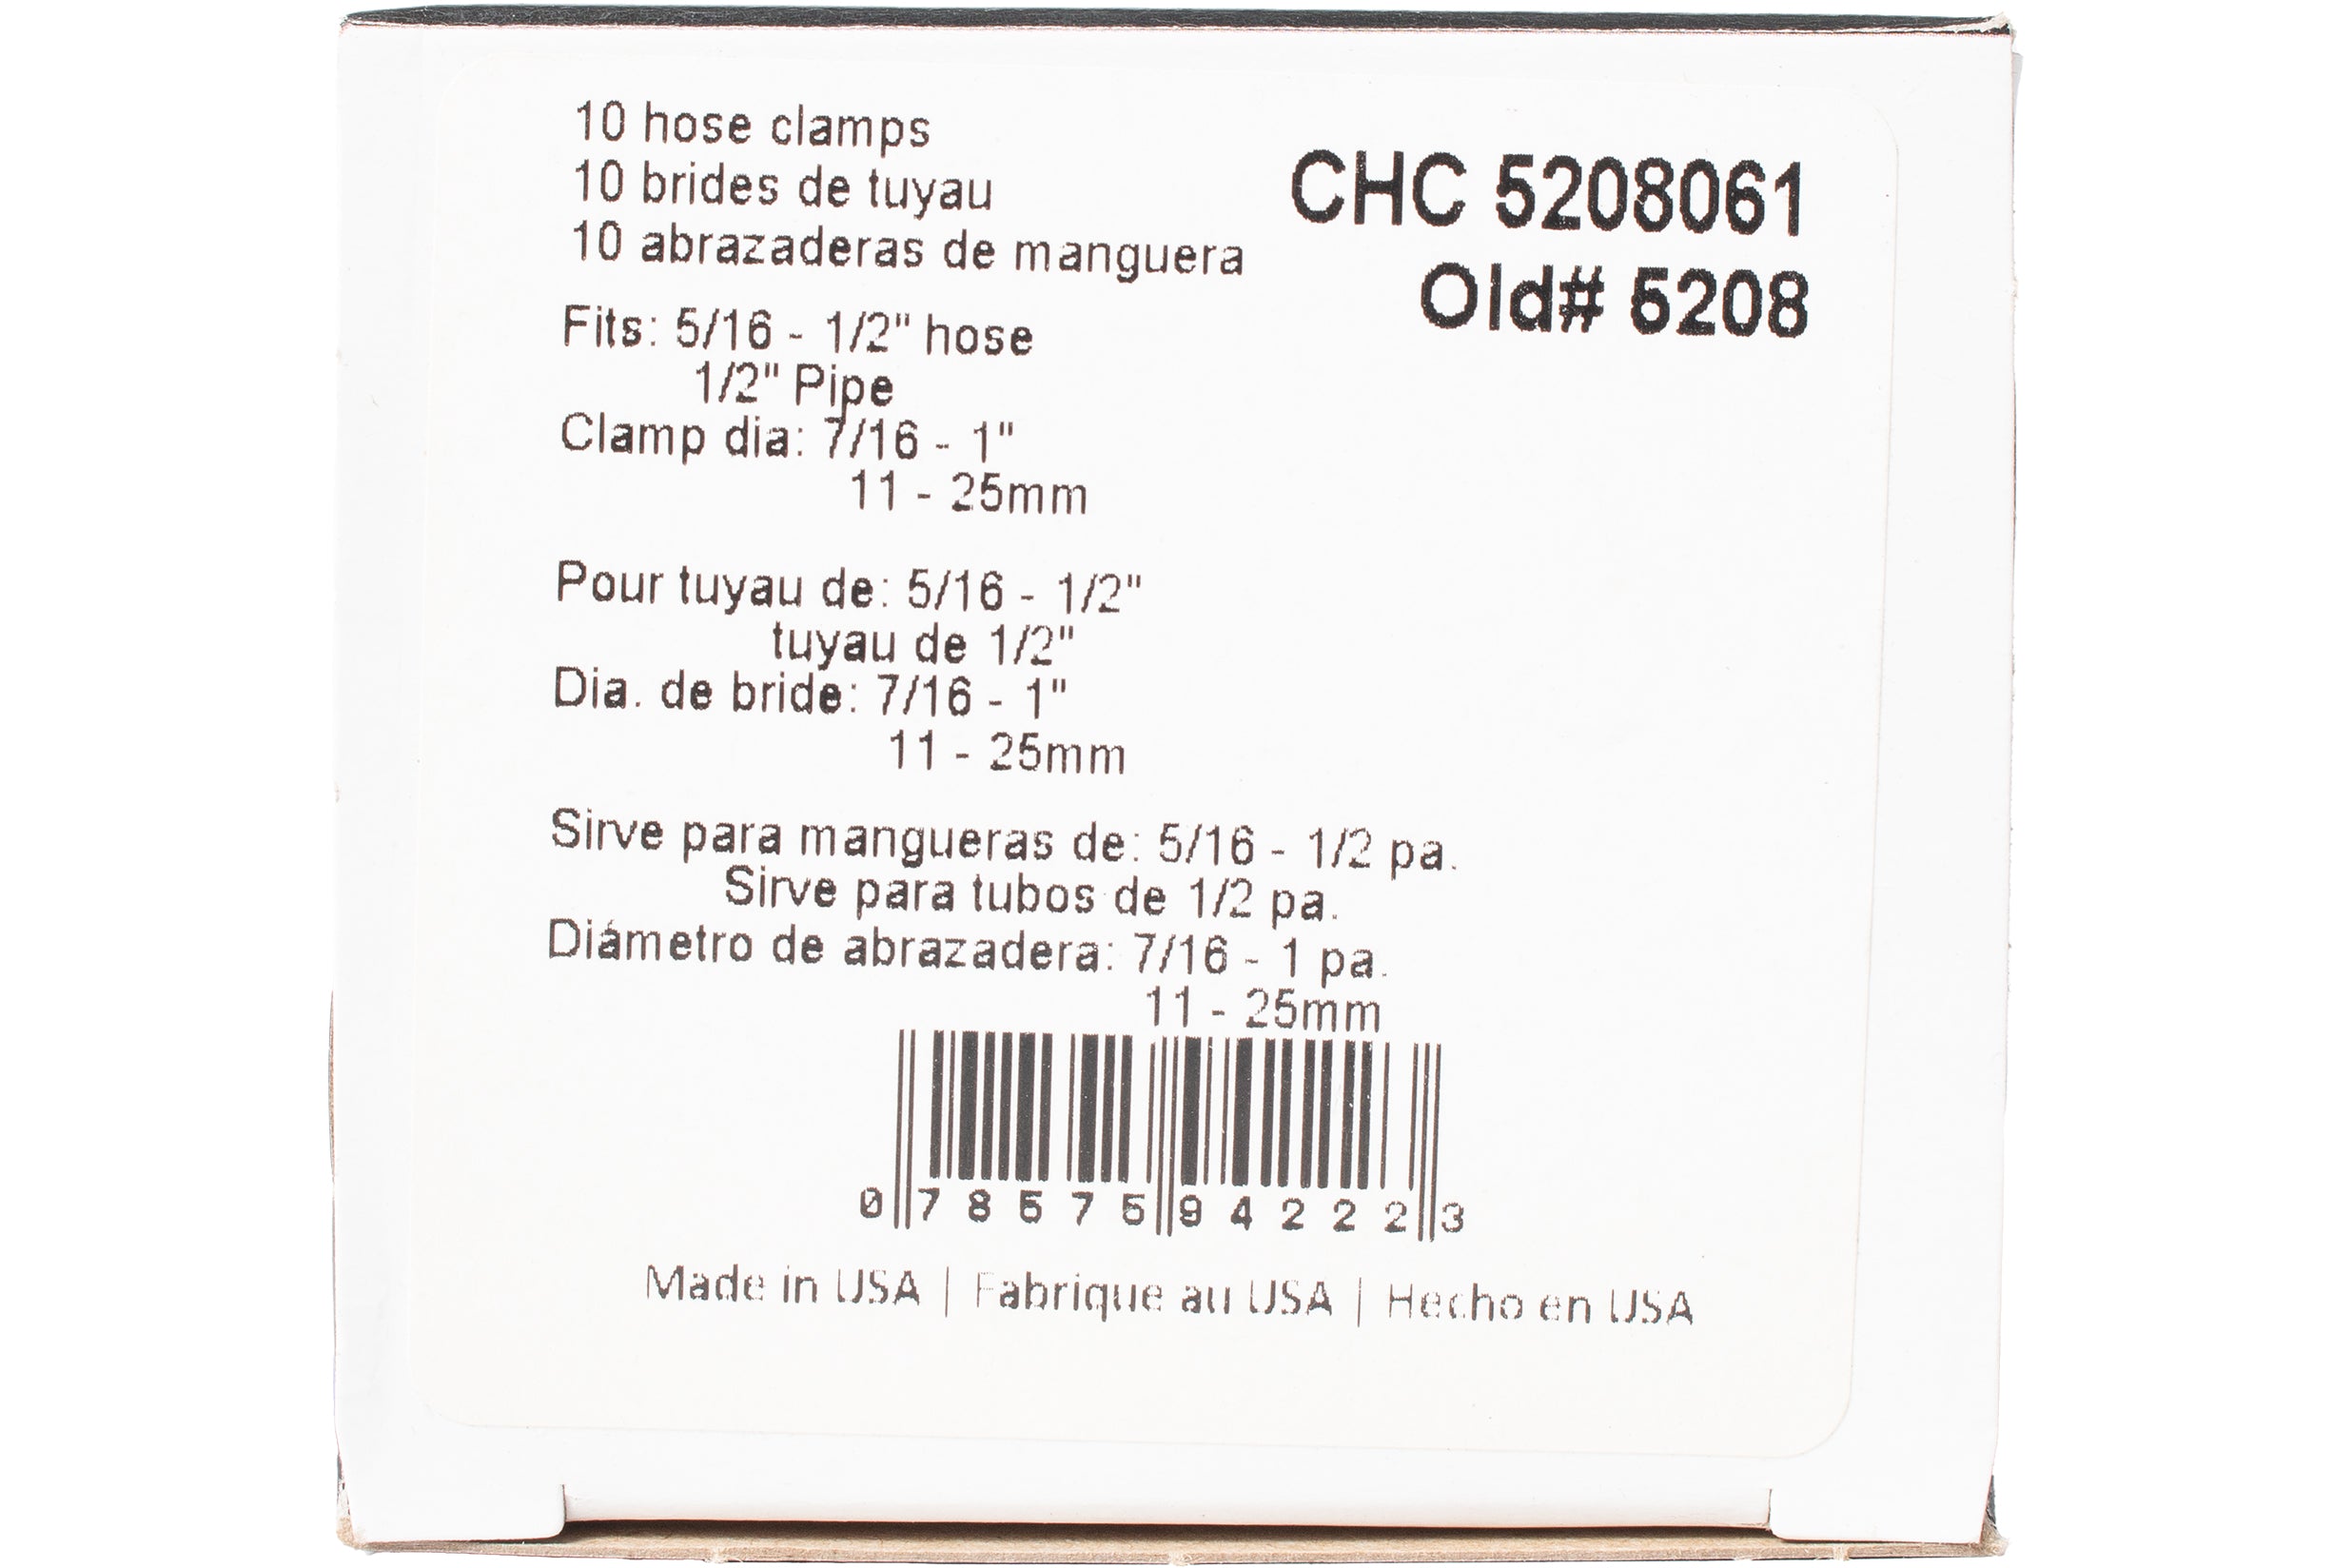 10 hose clamps
10 brides de tuyau
10 abrazaderas de manguera
CHC 5208061
Old# 5208
Fits: 5/16 - 1/2" hose
1/2" Pipe
Clamp dia: 7/16 - 1"
11 - 25mm
Pour tuyau de: 5/16 - 1/2"
tuyau de 1/2"
Dia. de bride: 7/16 - 1"
11 - 25mm
Sirve para mangueras de: 5/16 - 1/2 pa.
Sirve para tubos de 1/2 pa.
Diámetro de abrazadera: 7/16 - 1 pa.
11 - 25mm
0 78575 94222 3
Made in USA | Fabrique au USA | Hecho en USA